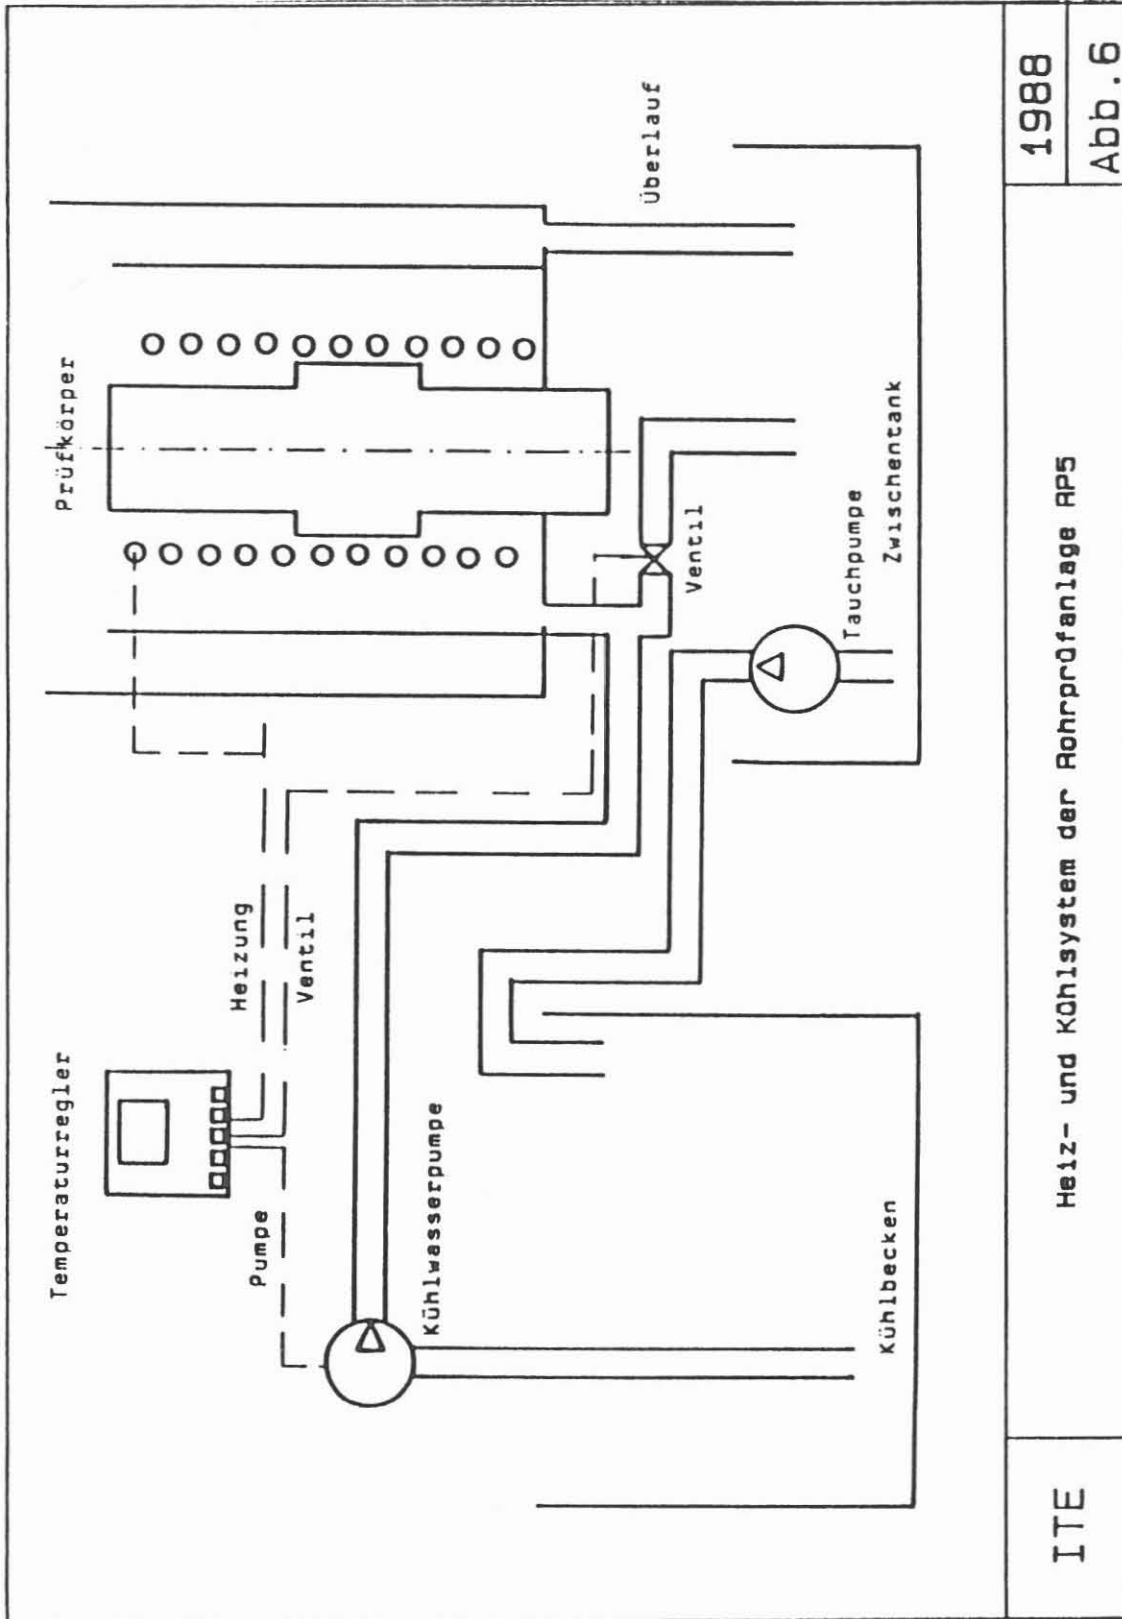 Temperaturregler
Prüfkörper
Heizung
Pumpe
Ventil
Kühlwasserpumpe
Überlauf
Ventil
Tauchpumpe
Kühlbecken
Zwischentank
ITE
Heiz- und Kühlsystem der Rohrprüfanlage RP5
1988
Abb.6